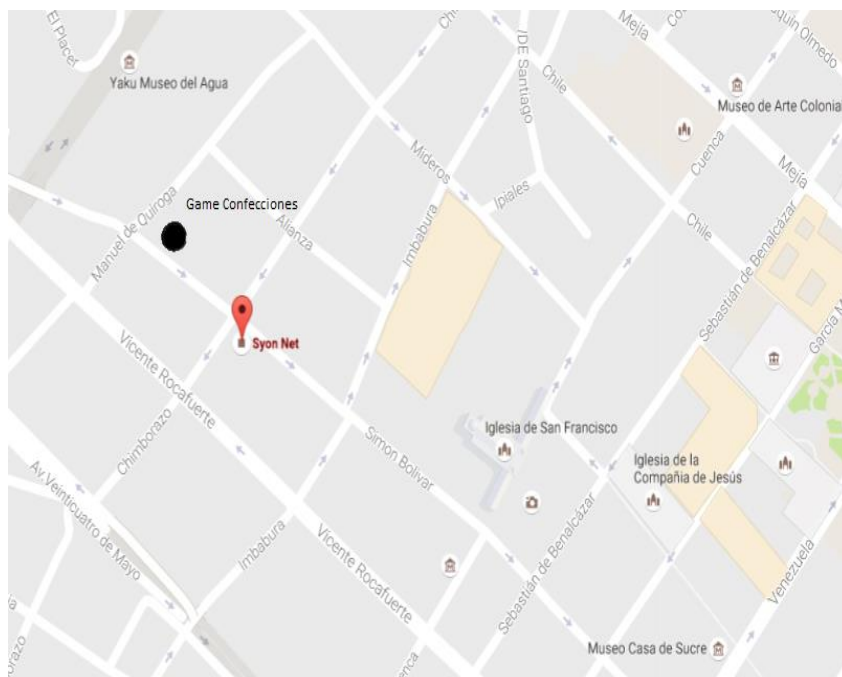 El Placer
Yaku Museo del Agua
Chile
/DE Santiago
Mejía
Museo de Arte Colonial
Cuenca
Mejía
Mideros
Ipiales
Game Confecciones
Manuel de Quiroga
Alianza
Imbabura
Chile
Sebastián de Benalcázar
Syon Net
Vicente Rocafuerte
Chimborazo
Simon Bolivar
Iglesia de San Francisco
Iglesia de la
Compañia de Jesús
Av Veinticuatro de Mayo
Imbabura
Vicente Rocafuerte
Sebastián de Benalcázar
Venezuela
Museo Casa de Sucre